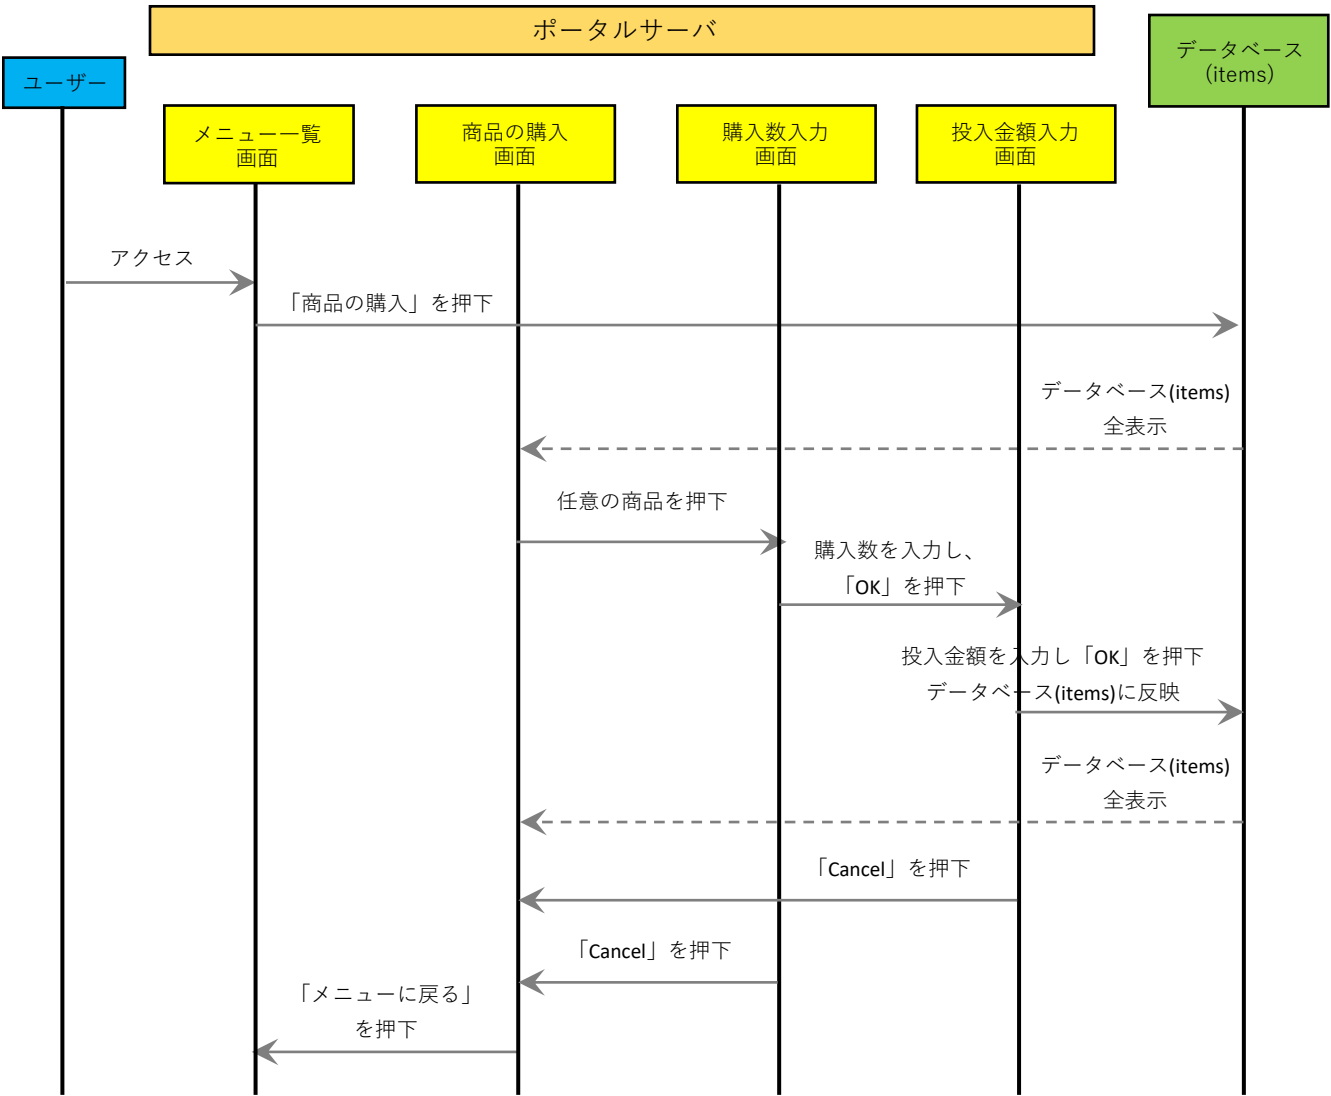 ポータルサーバ
データベース
(items)
ユーザー
メニュー一覧
画面
商品の購入
画面
購入数入力
画面
投入金額入力
画面
アクセス
「商品の購入」を押下
データベース(items)
全表示
任意の商品を押下
購入数を入力し、
「OK」を押下
投入金額を入力し「OK」を押下
データベース(items)に反映
データベース(items)
全表示
「Cancel」を押下
「Cancel」を押下
「メニューに戻る」
を押下